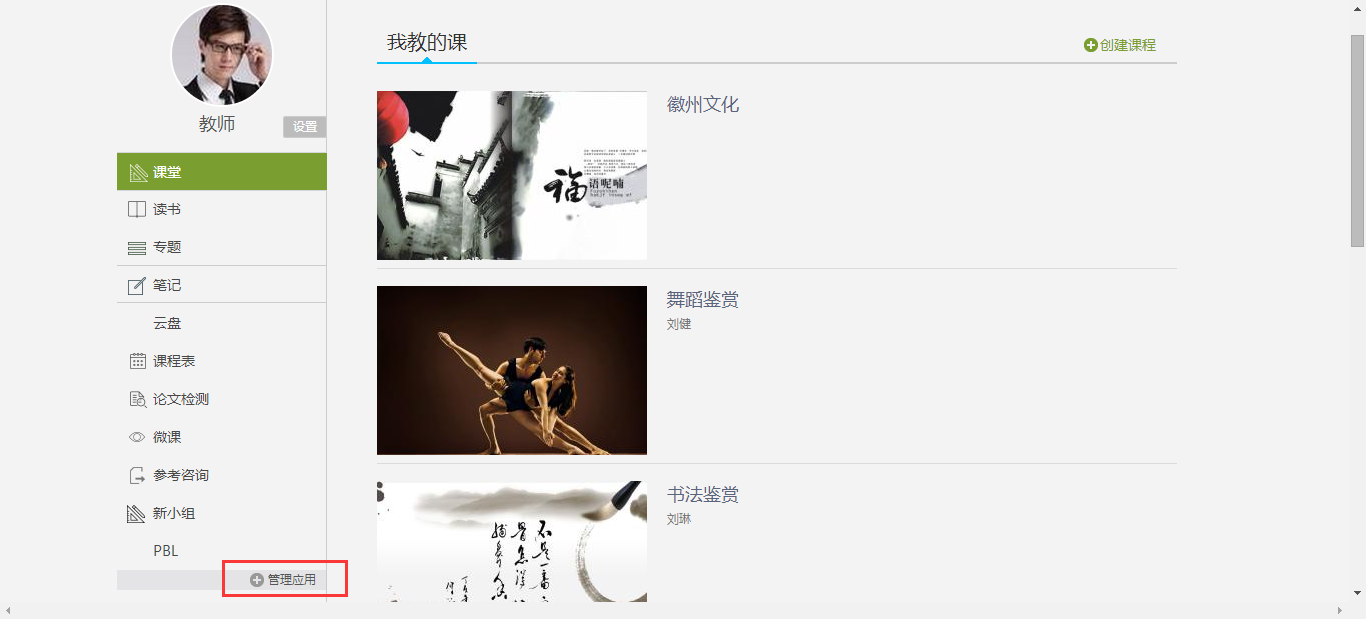 教师
设置
课堂
读书
专题
笔记
云盘
课程表
论文检测
微课
参考咨询
新小组
PBL
管理应用
我教的课
创建课程
徽州文化
福
语呢喃
舞蹈鉴赏
刘健
书法鉴赏
刘琳